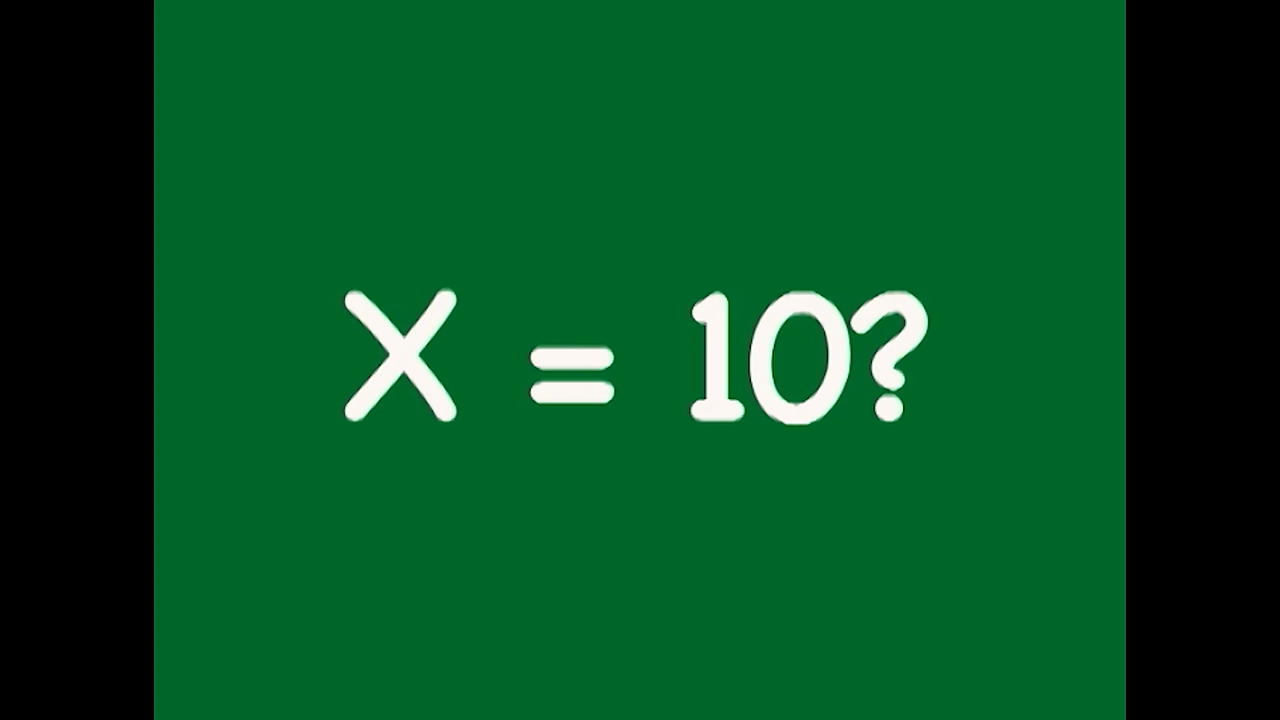 X = 10?